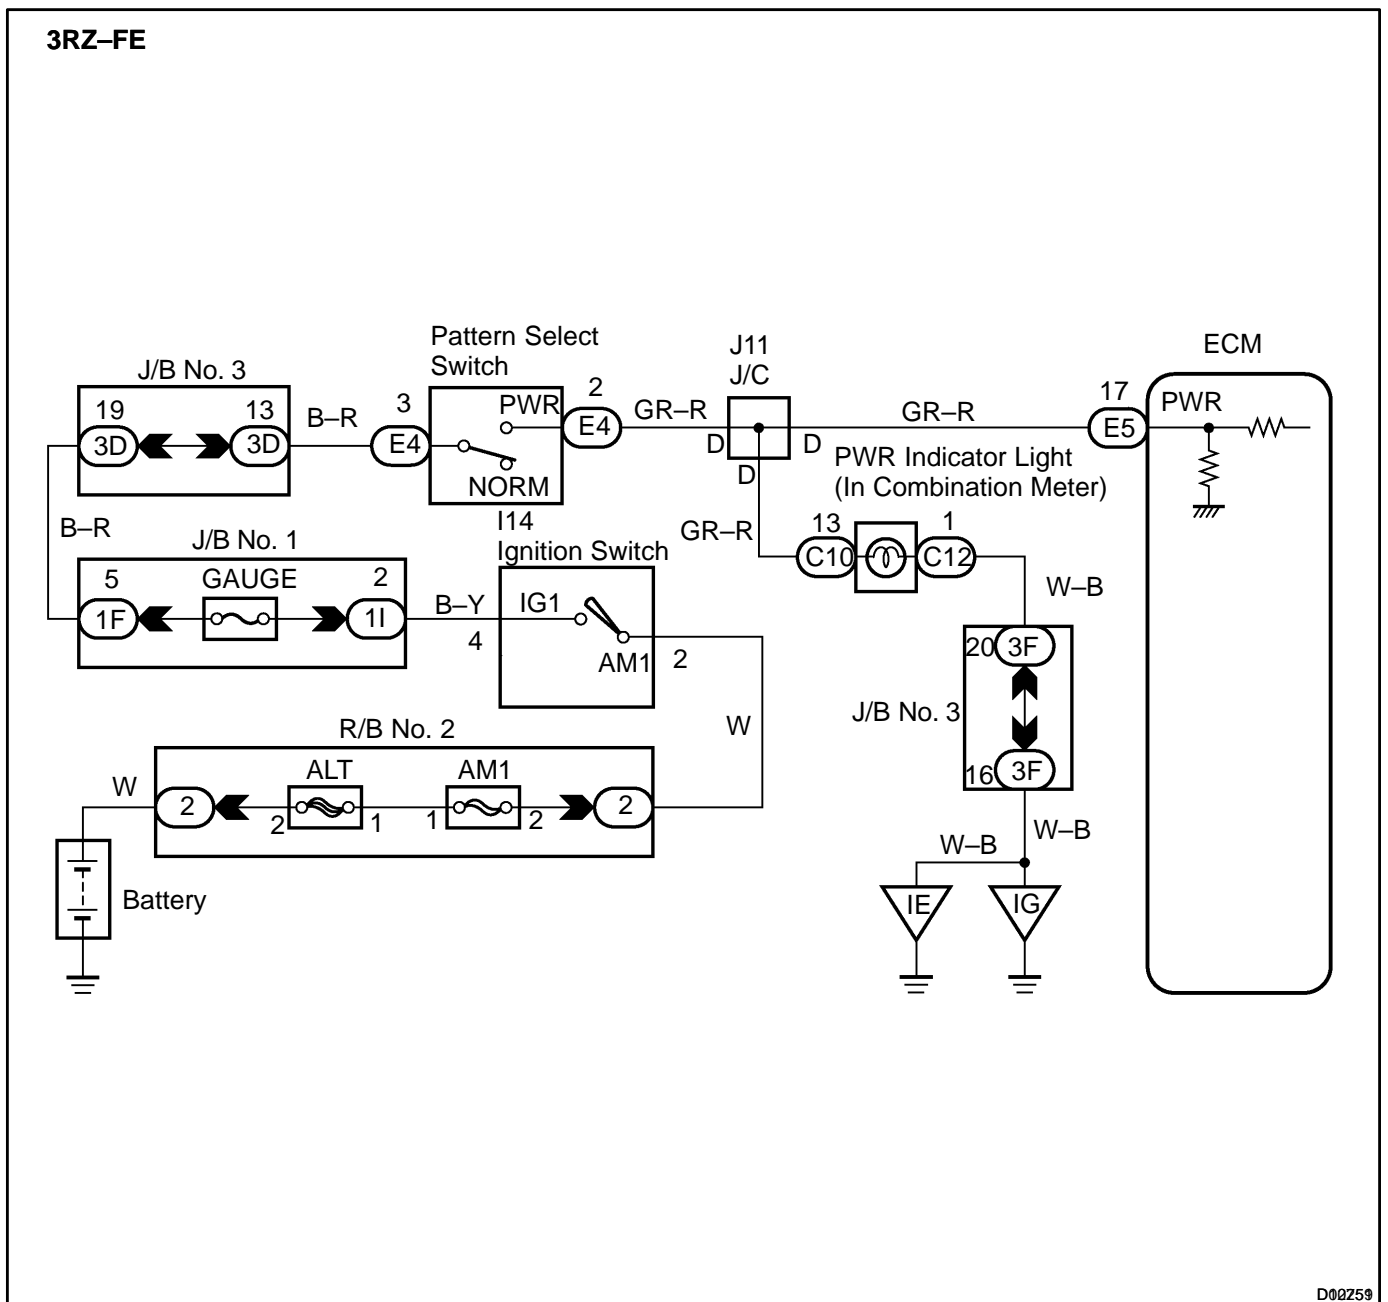 3RZ–FE
Pattern Select
Switch
J11
J/C
ECM
J/B No. 3
19
13
B–R
3
PWR
2
GR–R
GR–R
17
PWR
3D
3D
E4
E4
D
D
E5
NORM
D
PWR Indicator Light
(In Combination Meter)
B–R
I14
GR–R
13
1
J/B No. 1
Ignition Switch
C10
C12
5
GAUGE
2
B–Y
IG1
W–B
1F
1I
4
AM1
2
20
3F
J/B No. 3
R/B No. 2
W
16
3F
W
ALT
AM1
2
2
1
1
2
2
W–B
W–B
Battery
IE
IG